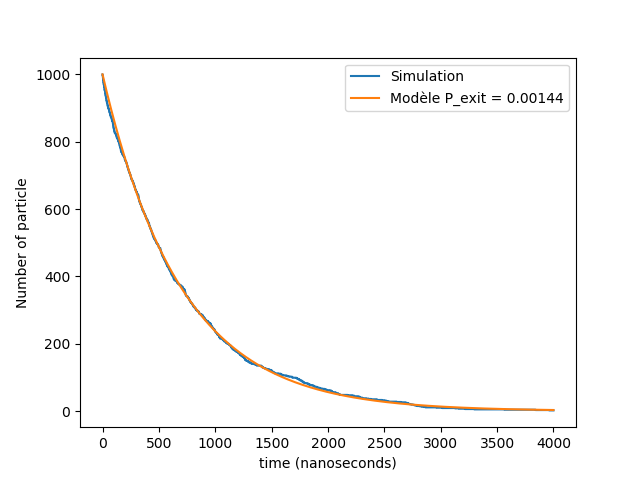 Simulation
Modèle P_exit = 0.00144
1000
800
600
400
200
0
Number of particle
0 500 1000 1500 2000 2500 3000 3500 4000
time (nanoseconds)